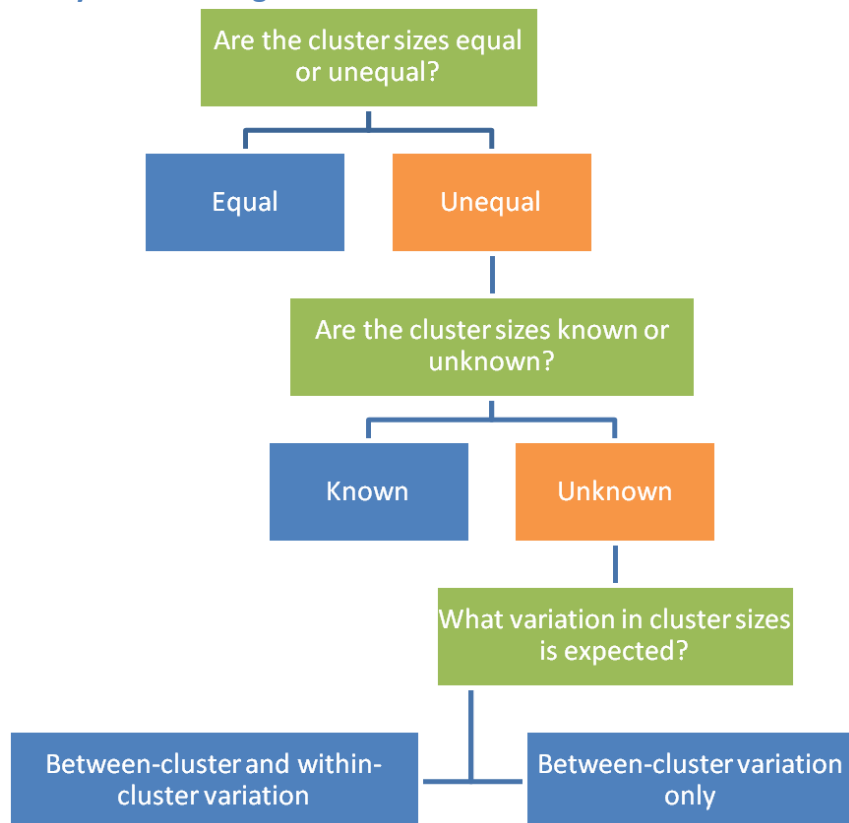 Are the cluster sizes equal
or unequal?
Equal
Unequal
Are the cluster sizes known or
unknown?
Known
Unknown
What variation in cluster sizes
is expected?
Between-cluster and within-
cluster variation
Between-cluster variation
only